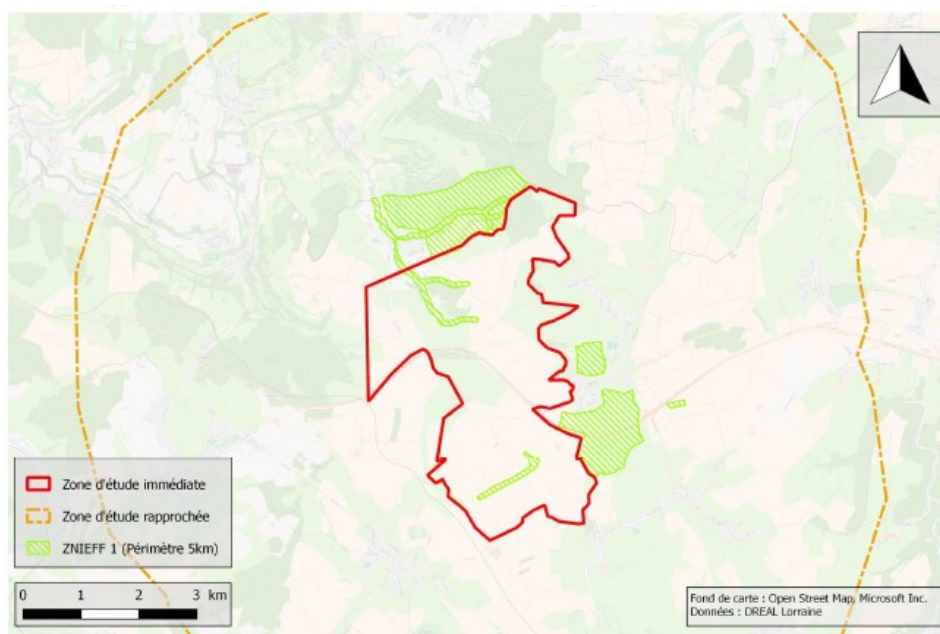 Zone d'étude immédiate
Zone d'étude rapprochée
ZNIEFF 1 (Périmètre 5km)
0 1 2 3 km
Fond de carte : Open Street Map, Microsoft Inc.
Données : DREAL Lorraine